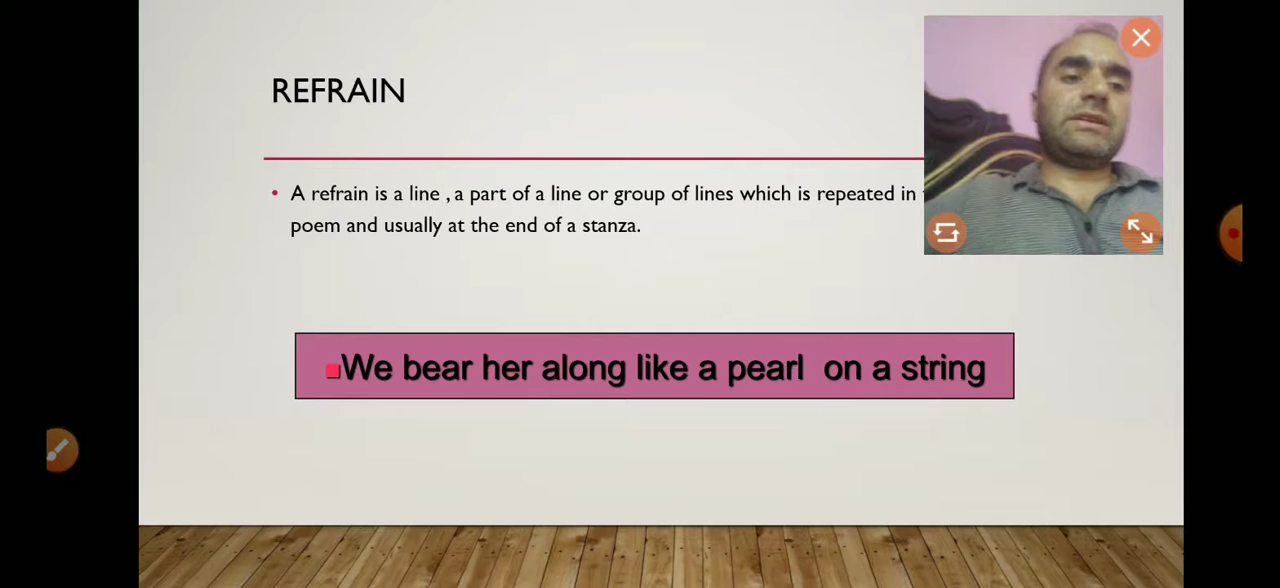 REFRAIN
A refrain is a line , a part of a line or group of lines which is repeated in
poem and usually at the end of a stanza.
We bear her along like a pearl on a string